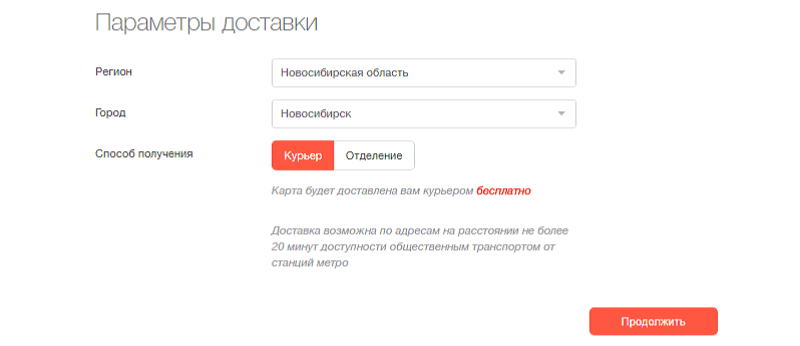 Параметры доставки
Регион
Новосибирская область
Город
Новосибирск
Способ получения
Курьер
Отделение
Карта будет доставлена вам курьером бесплатно
Доставка возможна по адресам на расстоянии не более
20 минут доступности общественным транспортом от
станций метро
Продолжить